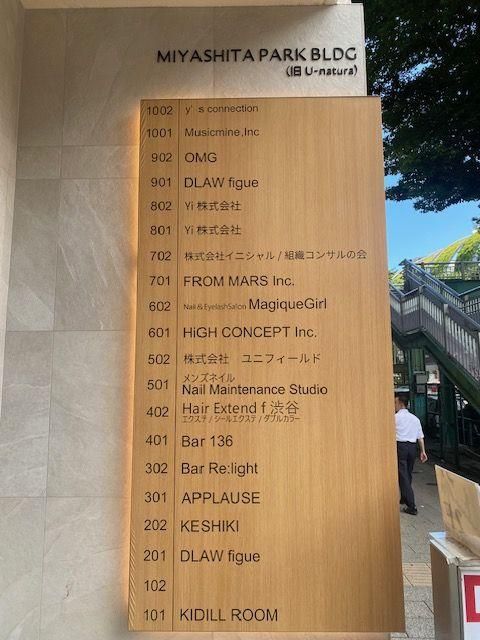 MIYASHITA PARK BLDG
(旧 U-natura)
1002 y's connection
1001 Musicmine,Inc
902 OMG
901 DLAW figue
802 Yi 株式会社
801 Yi 株式会社
702 株式会社イニシャル / 組織コンサルの会
701 FROM MARS Inc.
602 Nail & EyelashSalon MagiqueGirl
601 HiGH CONCEPT Inc.
502 株式会社 ユニフィールド
メンズネイル
501 Nail Maintenance Studio
402 Hair Extend f 渋谷
エクステ / シールエクステ / ダブルカラー
401 Bar 136
302 Bar Re:light
301 APPLAUSE
202 KESHIKI
201 DLAW figue
102
101 KIDILL ROOM